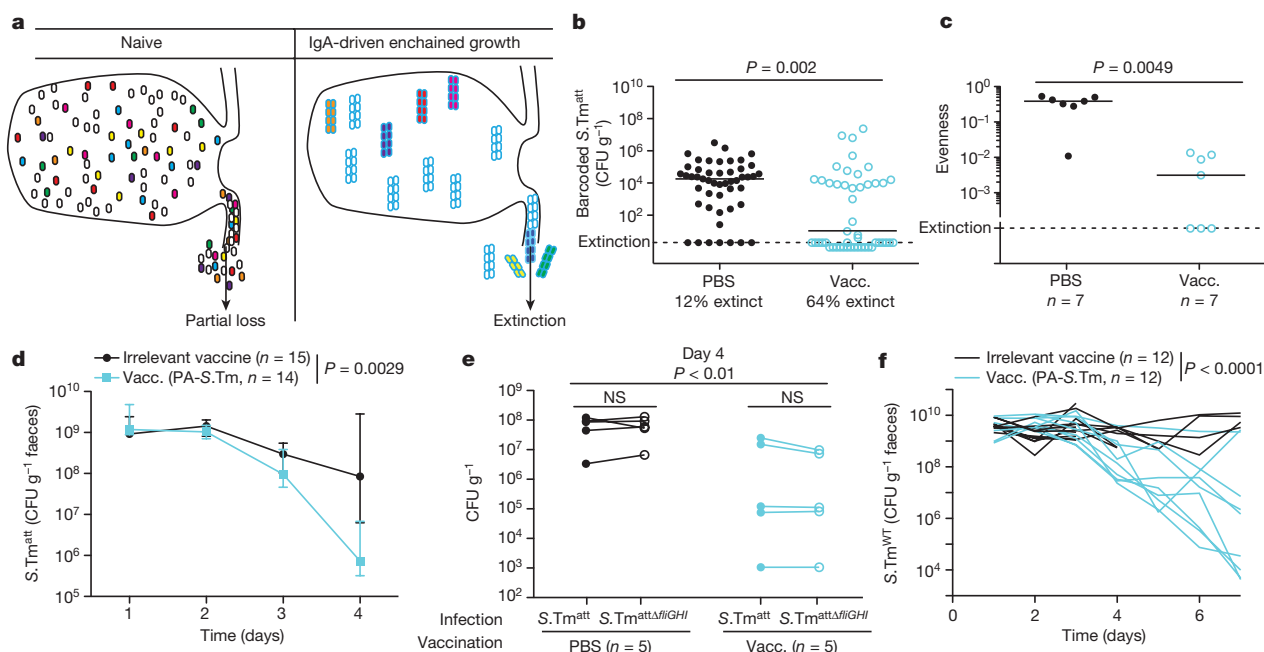 a
Naive
IgA-driven enchained growth
Partial loss
Extinction
b
P = 0.002
Barcoded S.Tm^att
(CFU g⁻¹)
10^10
10^8
10^6
10^4
10^2
Extinction
PBS
12% extinct
Vacc.
64% extinct
c
P = 0.0049
Evenness
10^0
10^−1
10^−2
10^−3
Extinction
PBS
n = 7
Vacc.
n = 7
d
Irrelevant vaccine (n = 15)
Vacc. (PA-S.Tm, n = 14)
P = 0.0029
S.Tm^att (CFU g⁻¹ faeces)
10^10
10^9
10^8
10^7
10^6
10^5
1 2 3 4
Time (days)
e
Day 4
P < 0.01
NS
NS
CFU g⁻¹
10^9
10^8
10^7
10^6
10^5
10^4
10^3
10^2
Infection S.Tm^att S.Tm^attΔfliGHI S.Tm^att S.Tm^attΔfliGHI
Vaccination PBS (n = 5) Vacc. (n = 5)
f
Irrelevant vaccine (n = 12)
Vacc. (PA-S.Tm, n = 12)
P < 0.0001
S.Tm^WT (CFU g⁻¹ faeces)
10^10
10^8
10^6
10^4
0 2 4 6
Time (days)